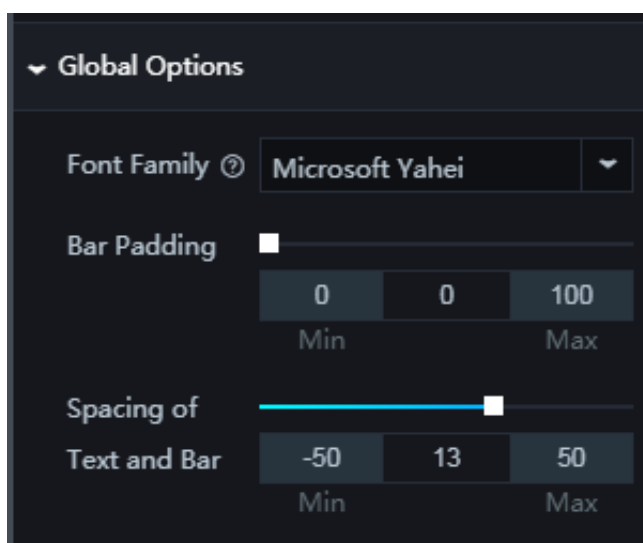 Global Options
Font Family ? Microsoft Yahei
Bar Padding
0 0 100
Min Max
Spacing of
Text and Bar -50 13 50
Min Max